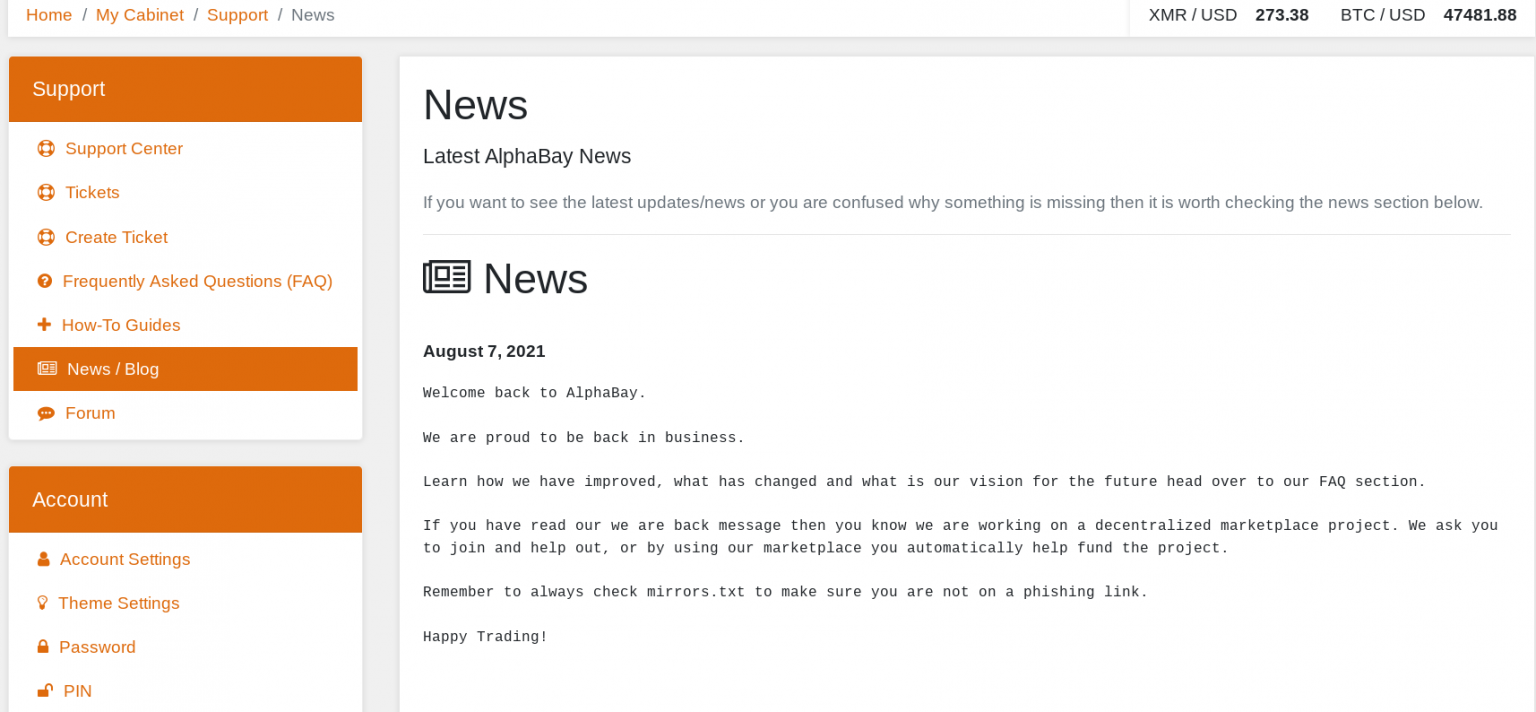 Home / My Cabinet / Support / News
XMR / USD 273.38 BTC / USD 47481.88
Support
Support Center
Tickets
Create Ticket
Frequently Asked Questions (FAQ)
How-To Guides
News / Blog
Forum
Account
Account Settings
Theme Settings
Password
PIN
News
Latest AlphaBay News
If you want to see the latest updates/news or you are confused why something is missing then it is worth checking the news section below.
News
August 7, 2021
Welcome back to AlphaBay.
We are proud to be back in business.
Learn how we have improved, what has changed and what is our vision for the future head over to our FAQ section.
If you have read our we are back message then you know we are working on a decentralized marketplace project. We ask you
to join and help out, or by using our marketplace you automatically help fund the project.
Remember to always check mirrors.txt to make sure you are not on a phishing link.
Happy Trading!